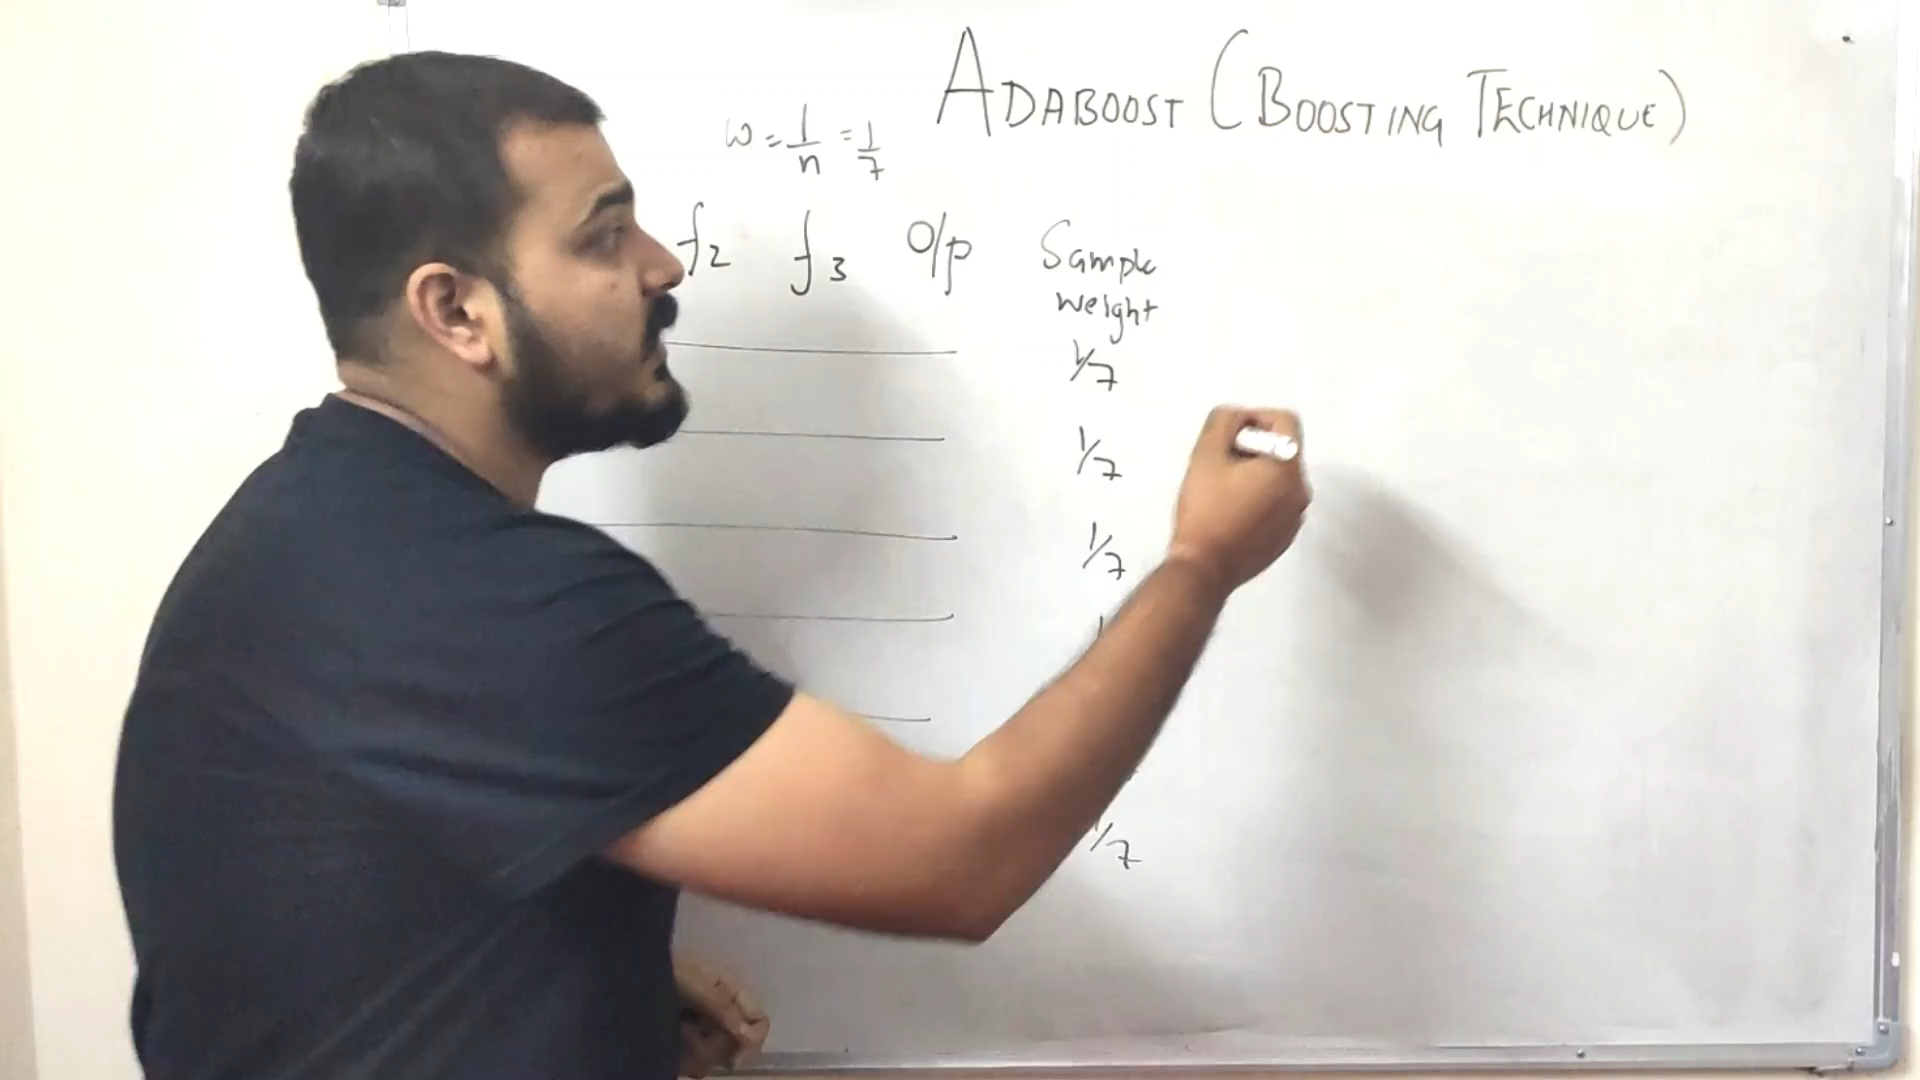 ADABOOST (BOOSTING TECHNIQUE)
w = 1/n = 1/7
f2 f3 O/p Sample weight
1/7
1/7
1/7
1/7